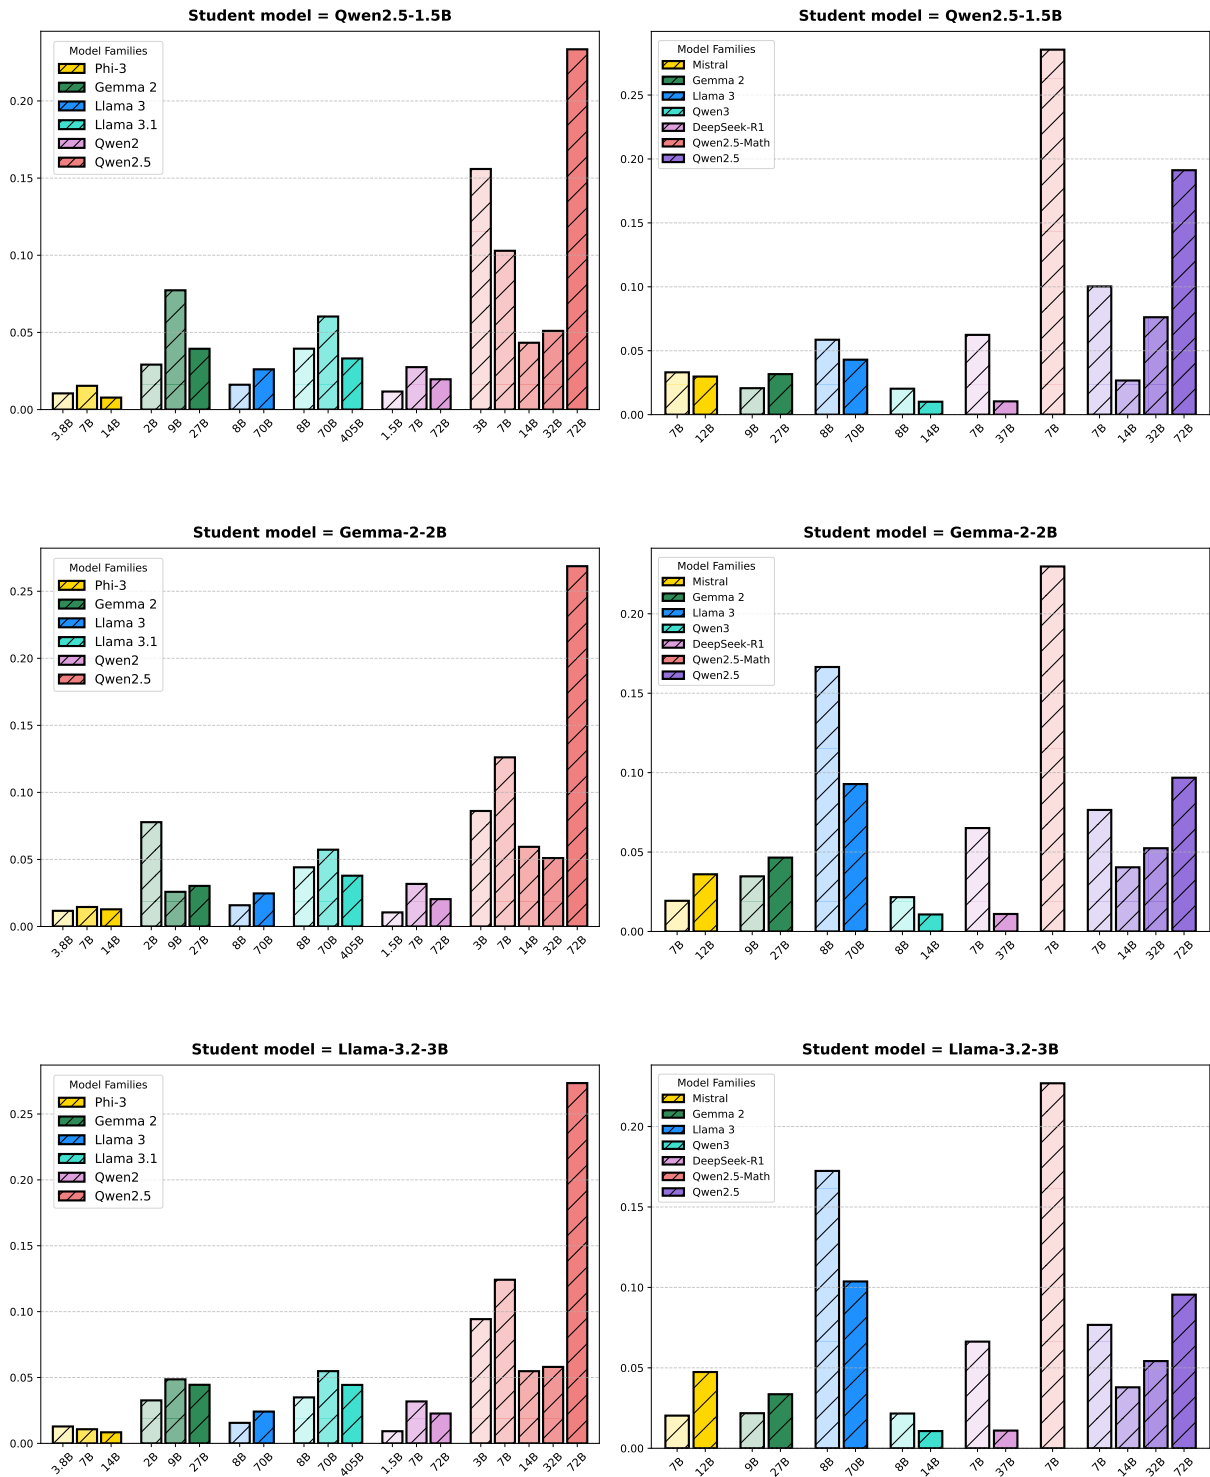 Student model = Qwen2.5-1.5B
Model Families
Phi-3
Gemma 2
Llama 3
Llama 3.1
Qwen2
Qwen2.5
0.20
0.15
0.10
0.05
0.00
3.8B 7B 14B 2B 9B 27B 8B 70B 8B 70B 405B 1.5B 7B 72B 3B 7B 14B 32B 72B
Student model = Qwen2.5-1.5B
Model Families
Mistral
Gemma 2
Llama 3
Qwen3
DeepSeek-R1
Qwen2.5-Math
Qwen2.5
0.25
0.20
0.15
0.10
0.05
0.00
7B 12B 9B 27B 8B 70B 8B 14B 7B 37B 7B 7B 14B 32B 72B
Student model = Gemma-2-2B
Model Families
Phi-3
Gemma 2
Llama 3
Llama 3.1
Qwen2
Qwen2.5
0.25
0.20
0.15
0.10
0.05
0.00
3.8B 7B 14B 2B 9B 27B 8B 70B 8B 70B 405B 1.5B 7B 72B 3B 7B 14B 32B 72B
Student model = Gemma-2-2B
Model Families
Mistral
Gemma 2
Llama 3
Qwen3
DeepSeek-R1
Qwen2.5-Math
Qwen2.5
0.20
0.15
0.10
0.05
0.00
7B 12B 9B 27B 8B 70B 8B 14B 7B 37B 7B 7B 14B 32B 72B
Student model = Llama-3.2-3B
Model Families
Phi-3
Gemma 2
Llama 3
Llama 3.1
Qwen2
Qwen2.5
0.25
0.20
0.15
0.10
0.05
0.00
3.8B 7B 14B 2B 9B 27B 8B 70B 8B 70B 405B 1.5B 7B 72B 3B 7B 14B 32B 72B
Student model = Llama-3.2-3B
Model Families
Mistral
Gemma 2
Llama 3
Qwen3
DeepSeek-R1
Qwen2.5-Math
Qwen2.5
0.20
0.15
0.10
0.05
0.00
7B 12B 9B 27B 8B 70B 8B 14B 7B 37B 7B 7B 14B 32B 72B